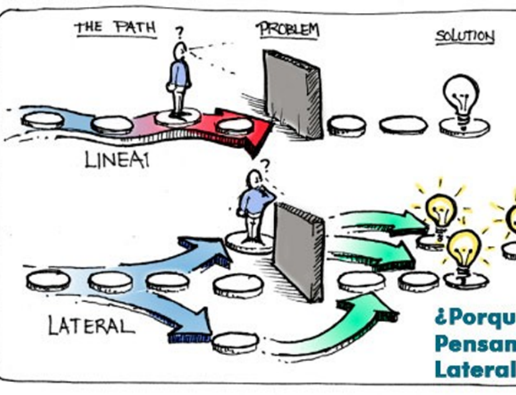 THE PATH
?
PROBLEM
SOLUTION
LINEAl
?
LATERAL
¿Porqu
Pensam
Lateral